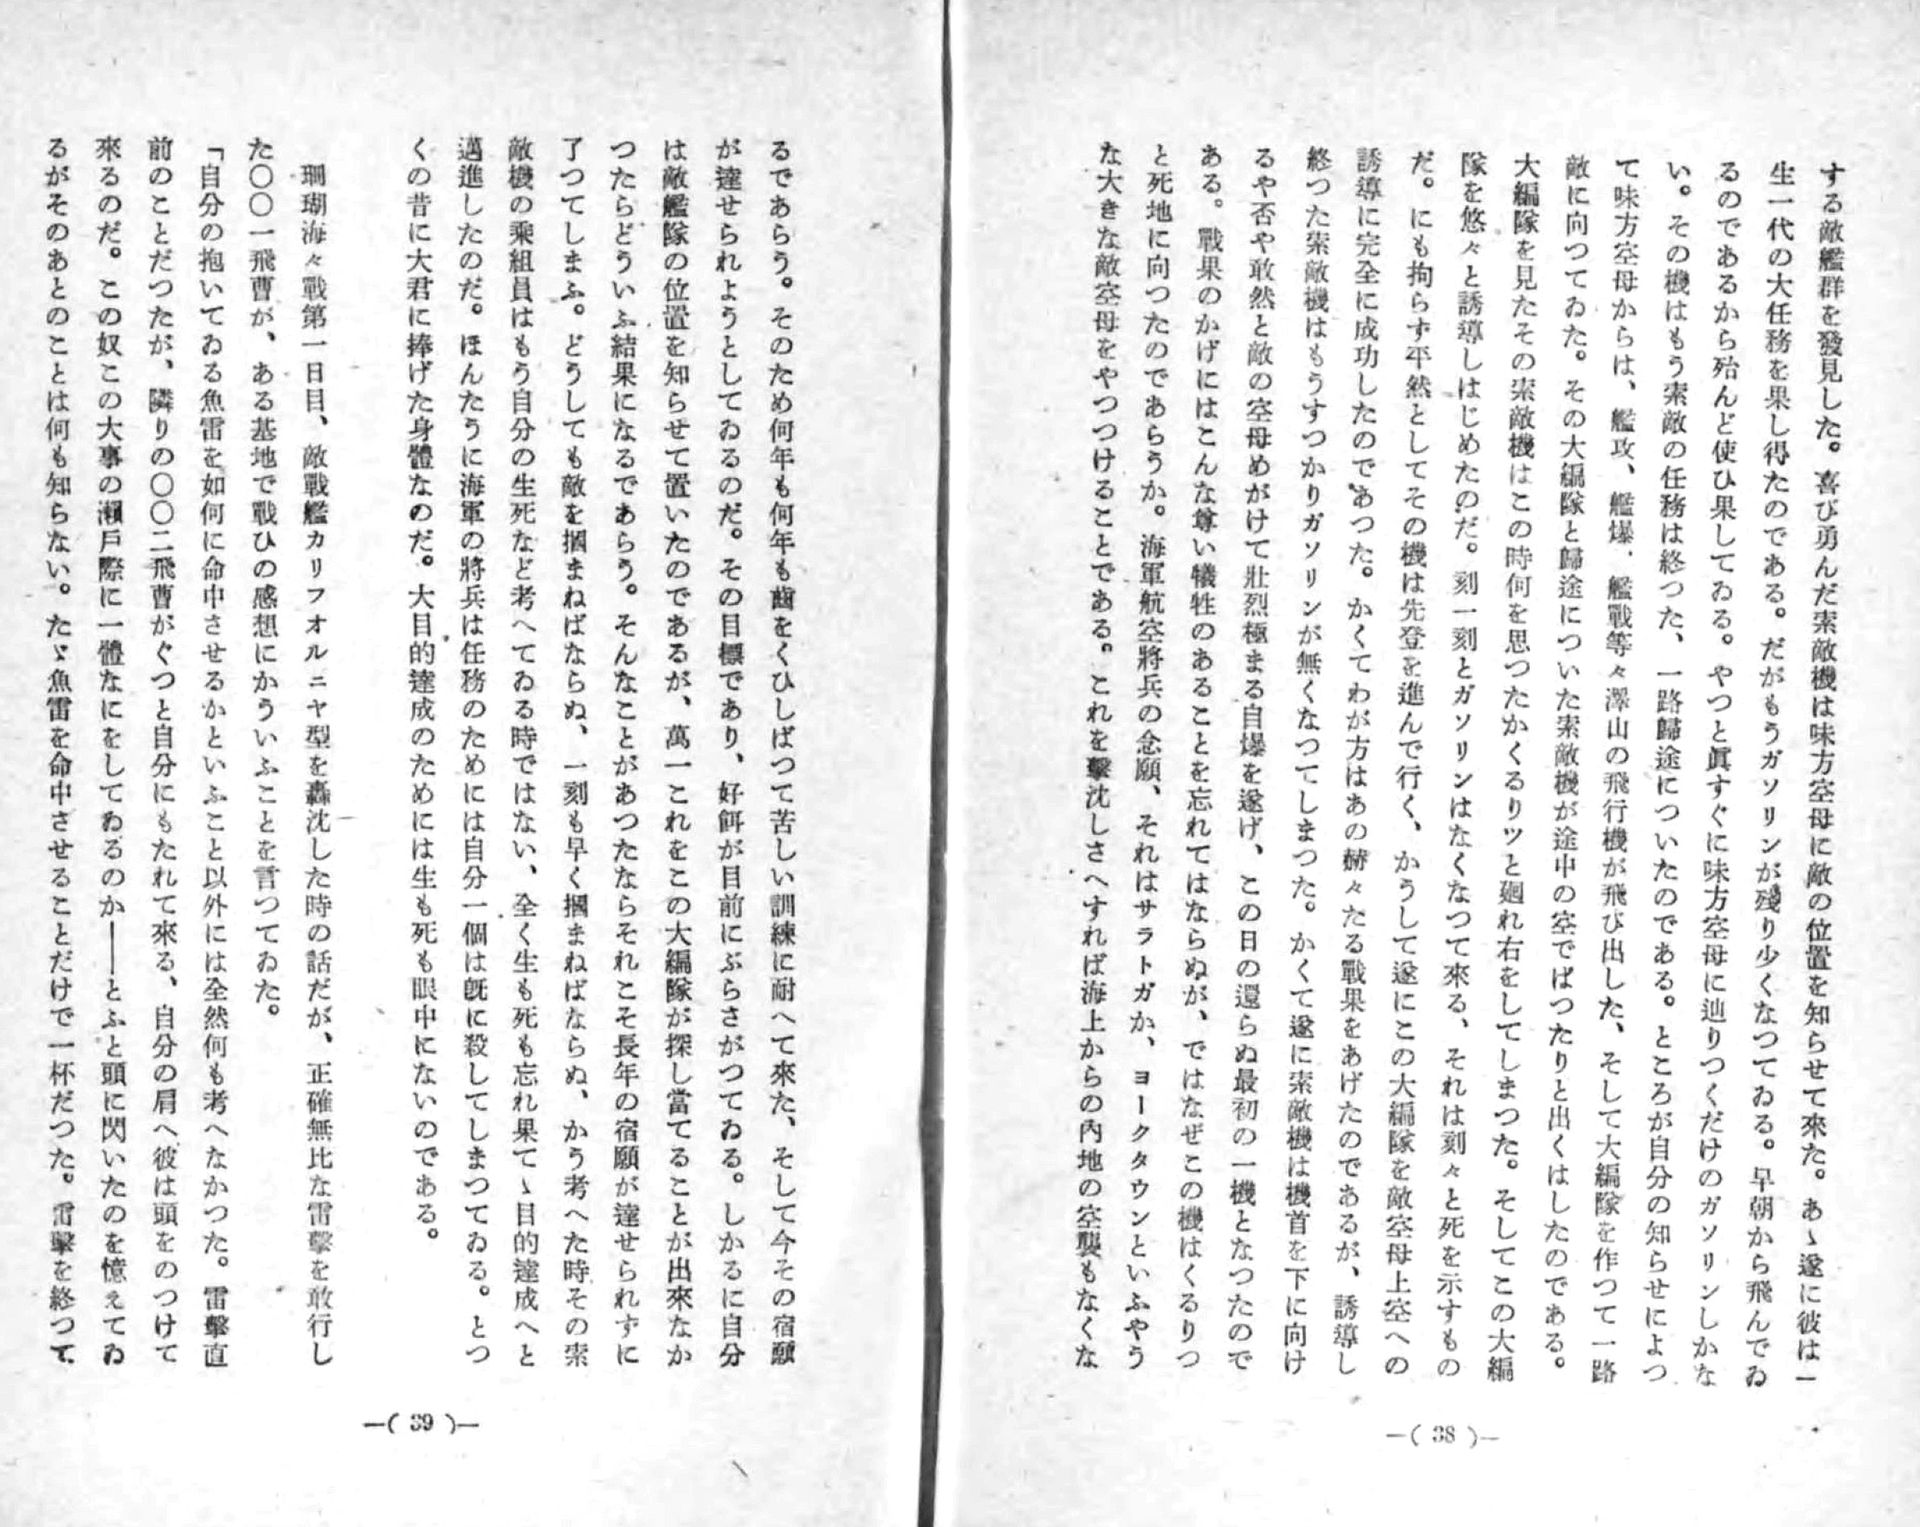 する敵艦群を發見した。喜び勇んだ索敵機は味方空母に敵の位置を知らせて來た。あゝ遂に彼は一
生一代の大任務を果し得たのである。だがもうガソリンが殘り少くなつてゐる。早朝から飛んでゐ
るのであるから殆んど使ひ果してゐる。やつと眞すぐに味方空母に辿りつくだけのガソリンしかな
い。その機はもう索敵の任務は終つた、一路歸途についたのである。ところが自分の知らせによつ
て味方空母からは、艦攻、艦爆、艦戰等々澤山の飛行機が飛び出した、そして大編隊を作つて一路
敵に向つてゐた。その大編隊と歸途についた索敵機が途中の空でばつたりと出くはしたのである。
大編隊を見たその索敵機はこの時何を思つたかくるりツと廻れ右をしてしまつた。そしてこの大編
隊を悠々と誘導しはじめたのだ。刻一刻とガソリンはなくなつて來る、それは刻々と死を示すもの
だ。にも拘らず平然としてその機は先登を進んで行く、かうして遂にこの大編隊を敵空母上空への
誘導に完全に成功したのであつた。かくてわが方はあの赫々たる戰果をあげたのであるが、誘導し
終つた索敵機はもうすつかりガソリンが無くなつてしまつた。かくて遂に索敵機は機首を下に向け
るや否や敢然と敵の空母めがけて壯烈極まる自爆を遂げ、この日の還らぬ最初の一機となつたので
ある。戰果のかげにはこんな尊い犠牲のあることを忘れてはならぬが、ではなぜこの機はくるりつ
と死地に向つたのであらうか。海軍航空將兵の念願、それはサラトガか、ヨークタウンといふやう
な大きな敵空母をやつつけることである。これを擊沈しさへすれば海上からの內地の空襲もなくな
—( 38 )—
るであらう。そのため何年も何年も齒をくひしばつて苦しい訓練に耐へて來た、そして今その宿願
が達せられようとしてゐるのだ。その目標であり、好餌が目前にぶらさがつてゐる。しかるに自分
は敵艦隊の位置を知らせて置いたのであるが、萬一これをこの大編隊が探し當てることが出來なか
つたらどういふ結果になるであらう。そんなことがあつたならそれこそ長年の宿願が達せられずに
了つてしまふ。どうしても敵を摑まねばならぬ、一刻も早く摑まねばならぬ、かう考へた時その索
敵機の乘組員はもう自分の生死など考へてゐる時ではない、全く生も死も忘れ果てゝ目的達成へと
邁進したのだ。ほんたうに海軍の將兵は任務のためには自分一個は旣に殺してしまつてゐる。とつ
くの昔に大君に捧げた身體なのだ。大目的達成のためには生も死も眼中にないのである。
珊瑚海々戰第一日目、敵戰艦カリフオルニヤ型を轟沈した時の話だが、正確無比な雷擊を敢行し
た〇〇一飛曹が、ある基地で戰ひの感想にかういふことを言つてゐた。
「自分の抱いてゐる魚雷を如何に命中させるかといふこと以外には全然何も考へなかつた。雷擊直
前のことだつたが、隣りの〇〇二飛曹がぐつと自分にもたれて來る、自分の肩へ彼は頭をのつけて
來るのだ。この奴この大事の瀨戶際に一體なにをしてゐるのか——とふと頭に閃いたのを憶えてゐ
るがそのあとのことは何も知らない。たゞ魚雷を命中させることだけで一杯だつた。雷擊を終つて
—( 39 )—